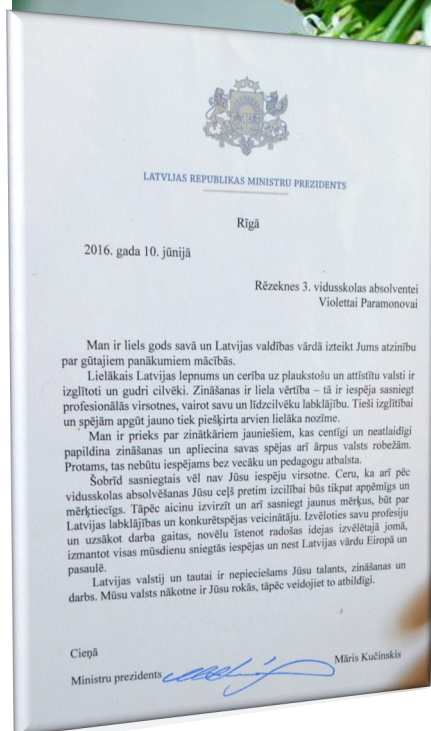 LATVIJAS REPUBLIKAS MINISTRU PREZIDENTS
Rīgā
2016. gada 10. jūnijā
Rēzeknes 3. vidusskolas absolventei
Violettai Paramonovai
Man ir liels gods savā un Latvijas valdības vārdā izteikt Jums atzinību
par gūtajiem panākumiem mācībās.
Lielākais Latvijas lepnums un cerība uz plaukstošu un attīstītu valsti ir
izglītoti un gudri cilvēki. Zināšanas ir liela vērtība – tā ir iespēja sasniegt
profesionālās virsotnes, vairot savu un līdzcilvēku labklājību. Tieši izglītībai
un spējām apgūt jauno tiek piešķirta arvien lielāka nozīme.
Man ir prieks par zinātkāriem jauniešiem, kas centīgi un neatlaidīgi
papildina zināšanas un apliecina savas spējas arī ārpus valsts robežām.
Protams, tas nebūtu iespējams bez vecāku un pedagogu atbalsta.
Šobrīd sasniegtais vēl nav Jūsu iespēju virsotne. Ceru, ka arī pēc
vidusskolas absolvēšanas Jūsu ceļš pretim izcilībai būs tikpat apņēmīgs un
mērķtiecīgs. Tāpēc aicinu izvirzīt un arī sasniegt jaunus mērķus, būt par
Latvijas labklājības un konkurētspējas veicinātāju. Izvēloties savu profesiju
un uzsākot darba gaitas, novēlu īstenot radošas idejas izvēlētajā jomā,
izmantot visas mūsdienu sniegtās iespējas un nest Latvijas vārdu Eiropā un
pasaulē.
Latvijas valstij un tautai ir nepieciešams Jūsu talants, zināšanas un
darbs. Mūsu valsts nākotne ir Jūsu rokās, tāpēc veidojiet to atbildīgi.
Cieņā
Ministru prezidents Māris Kučinskis